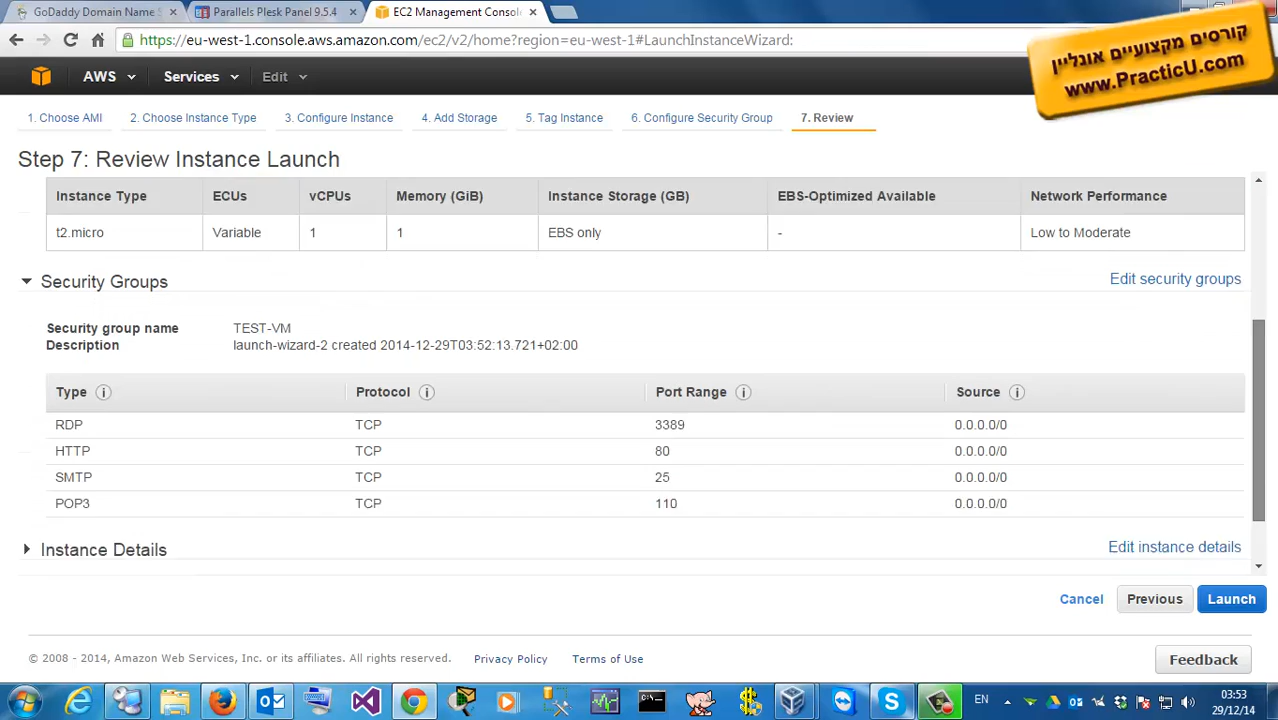 GoDaddy Domain Name S
Parallels Plesk Panel 9.5.4
EC2 Management Consol
https://eu-west-1.console.aws.amazon.com/ec2/v2/home?region=eu-west-1#LaunchInstanceWizard:
קורסים מקצועיים אונליין
www.PracticU.com
AWS
Services
Edit
1. Choose AMI
2. Choose Instance Type
3. Configure Instance
4. Add Storage
5. Tag Instance
6. Configure Security Group
7. Review
Step 7: Review Instance Launch
Instance Type ECUs vCPUs Memory (GiB) Instance Storage (GB) EBS-Optimized Available Network Performance
t2.micro Variable 1 1 EBS only - Low to Moderate
Security Groups
Edit security groups
Security group name TEST-VM
Description launch-wizard-2 created 2014-12-29T03:52:13.721+02:00
Type Protocol Port Range Source
RDP TCP 3389 0.0.0.0/0
HTTP TCP 80 0.0.0.0/0
SMTP TCP 25 0.0.0.0/0
POP3 TCP 110 0.0.0.0/0
Instance Details
Edit instance details
Cancel
Previous
Launch
© 2008 - 2014, Amazon Web Services, Inc. or its affiliates. All rights reserved. Privacy Policy Terms of Use
Feedback
EN
03:53
29/12/14